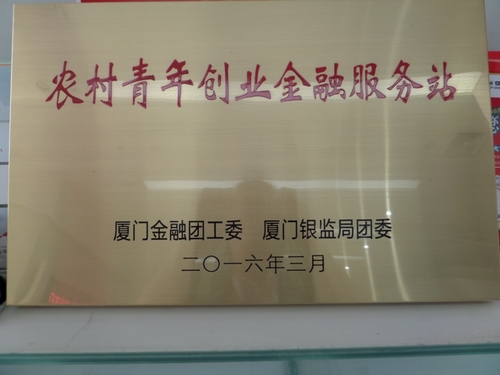 农村青年创业金融服务站
厦门金融团工委 厦门银监局团委
二〇一六年三月